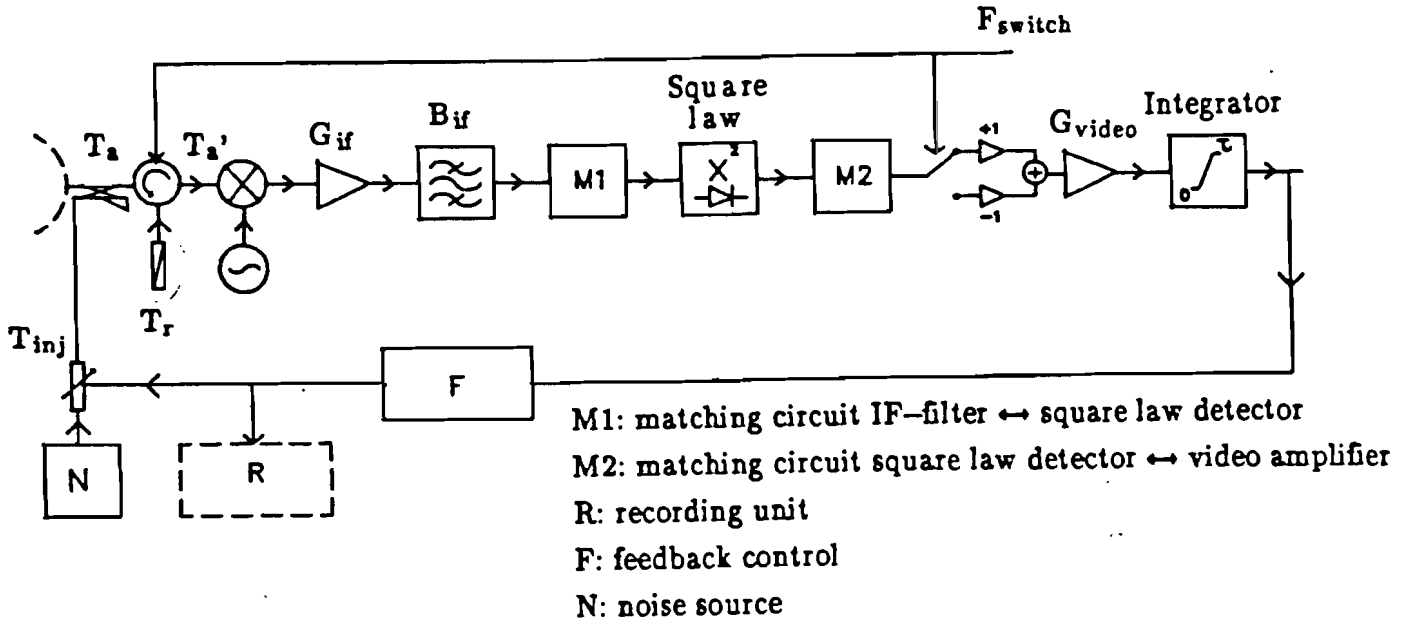 F_switch
Square
law
Integrator
T_a
T_a'
G_if
B_if
G_video
+1
-1
M1
X²
M2
τ
0
T_r
T_inj
F
N
R
M1: matching circuit IF–filter ↔ square law detector
M2: matching circuit square law detector ↔ video amplifier
R: recording unit
F: feedback control
N: noise source